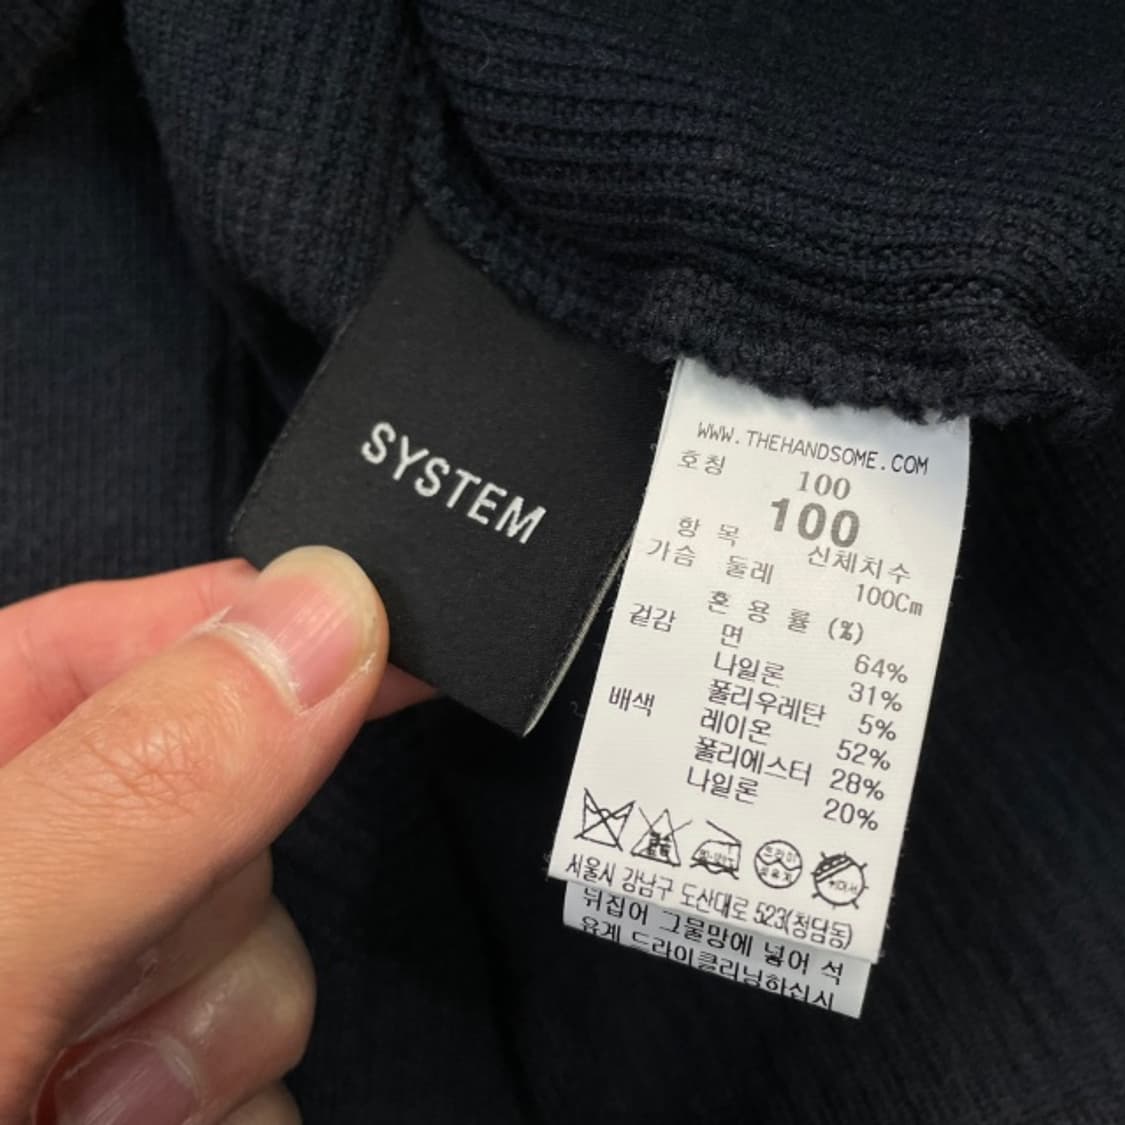 SYSTEM
WWW.THEHANDSOME.COM
호칭 100
100
항 목 신체치수
가슴 둘레 100Cm
혼 용 률 (%)
겉감 면 64%
나일론 31%
폴리우레탄 5%
배색 레이온 52%
폴리에스터 28%
나일론 20%
서울시 강남구 도산대로 523(청담동)
뒤집어 그물망에 넣어 석
유계 드라이클리닝하십시